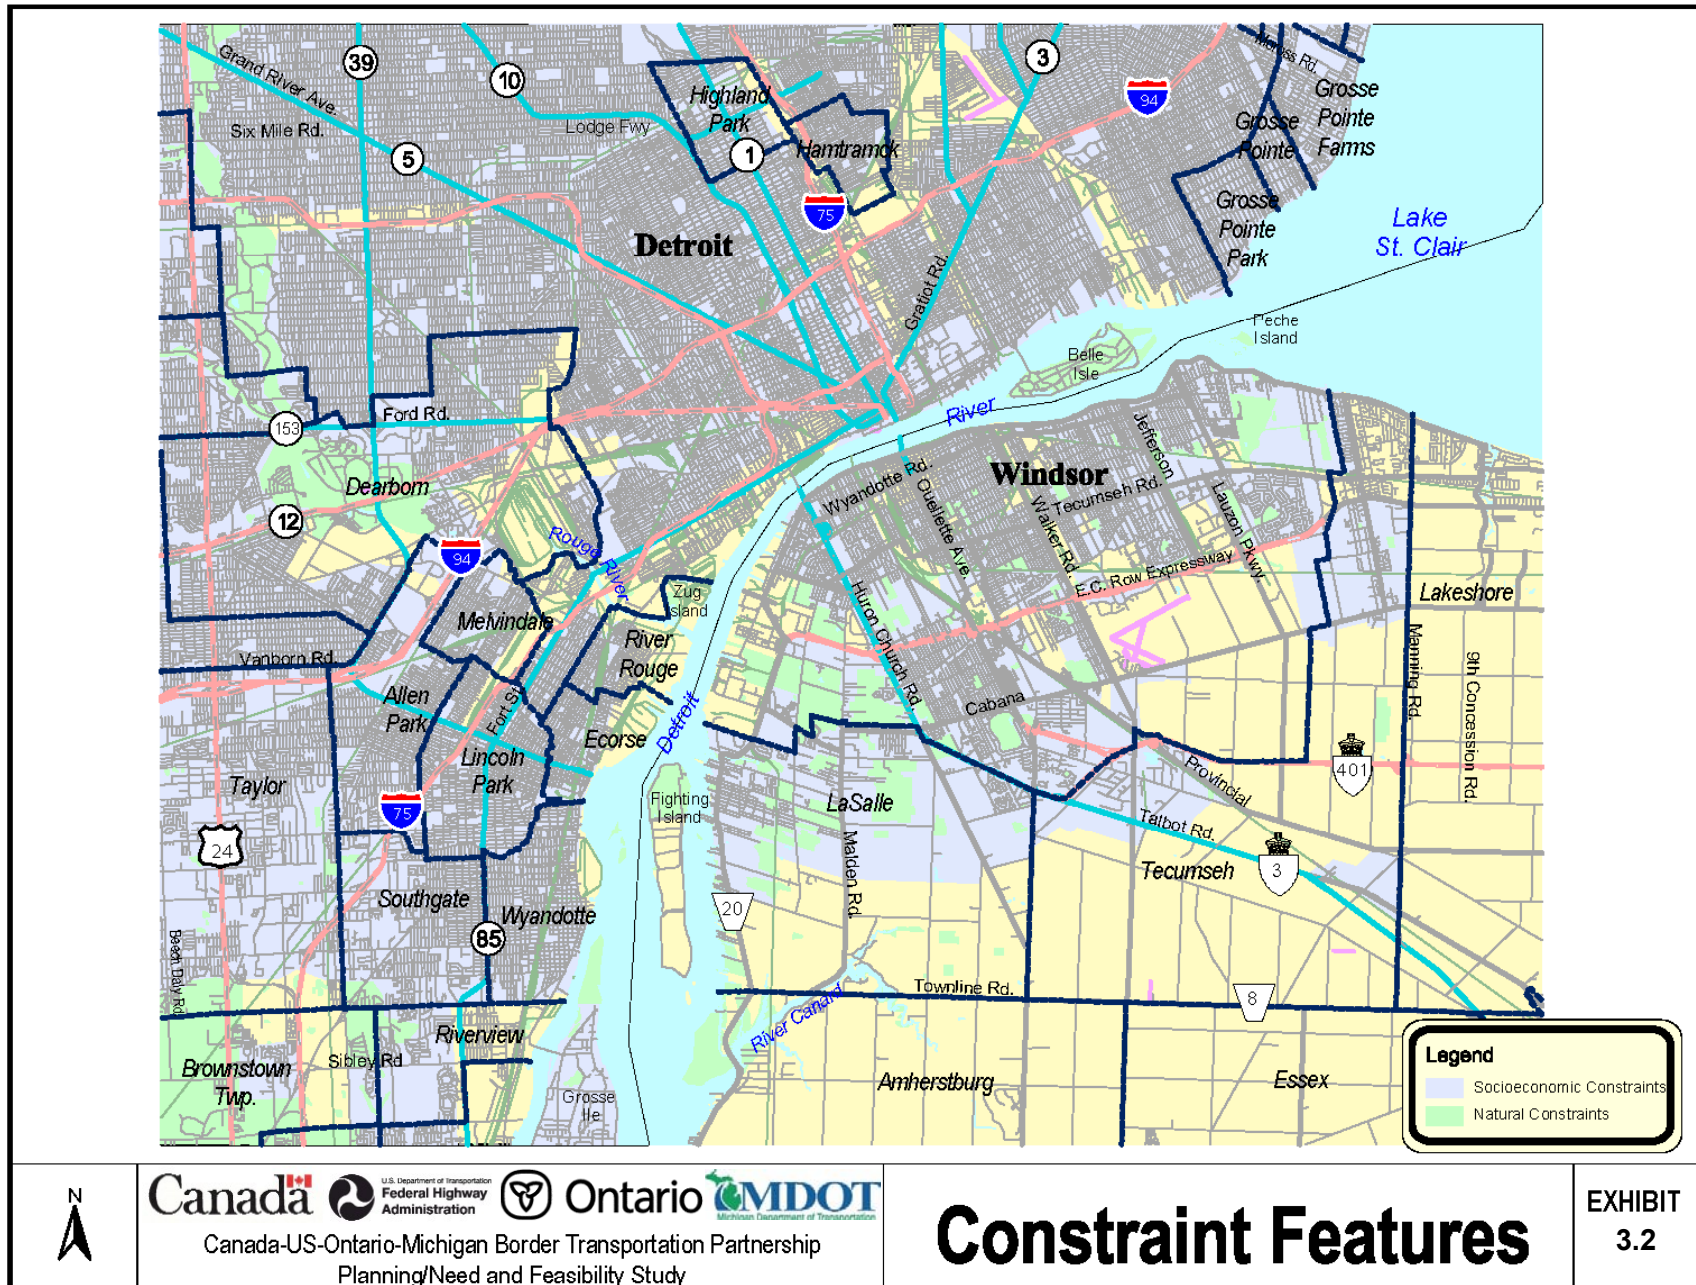 39
10
3
94
Grand River Ave.
Six Mile Rd.
5
Lodge Fwy
Highland
Park
1
Hamtramck
75
Moross Rd.
Grosse
Pointe
Farms
Grosse
Pointe
Grosse
Pointe
Park
Detroit
Lake
St. Clair
Gratiot Rd.
Peche
Island
Belle
Isle
River
153
Ford Rd.
Dearborn
12
94
Rouge River
Windsor
Wyandotte Rd.
Ouellette Ave.
Walker Rd.
Tecumseh Rd.
Jefferson
Lauzon Pkwy.
E.C. Row Expressway
Huron Church Rd.
Zug
Island
Melvindale
River
Rouge
Vanborn Rd.
Allen
Park
Fort St.
Lincoln
Park
Ecorse
Detroit
Cabana
Lakeshore
Manning Rd.
9th Concession Rd.
401
Provincial
Talbot Rd.
3
Tecumseh
LaSalle
Malden Rd.
Fighting
Island
20
Taylor
75
24
Southgate
Wyandotte
85
Beech Daly Rd
Townline Rd.
8
River Canard
Riverview
Sibley Rd
Brownstown
Twp.
Grosse
Ile
Amherstburg
Essex
Legend
Socioeconomic Constraints
Natural Constraints
N
Canada
U.S. Department of Transportation
Federal Highway
Administration
Ontario
MDOT
Michigan Department of Transportation
Canada-US-Ontario-Michigan Border Transportation Partnership
Planning/Need and Feasibility Study
Constraint Features
EXHIBIT
3.2